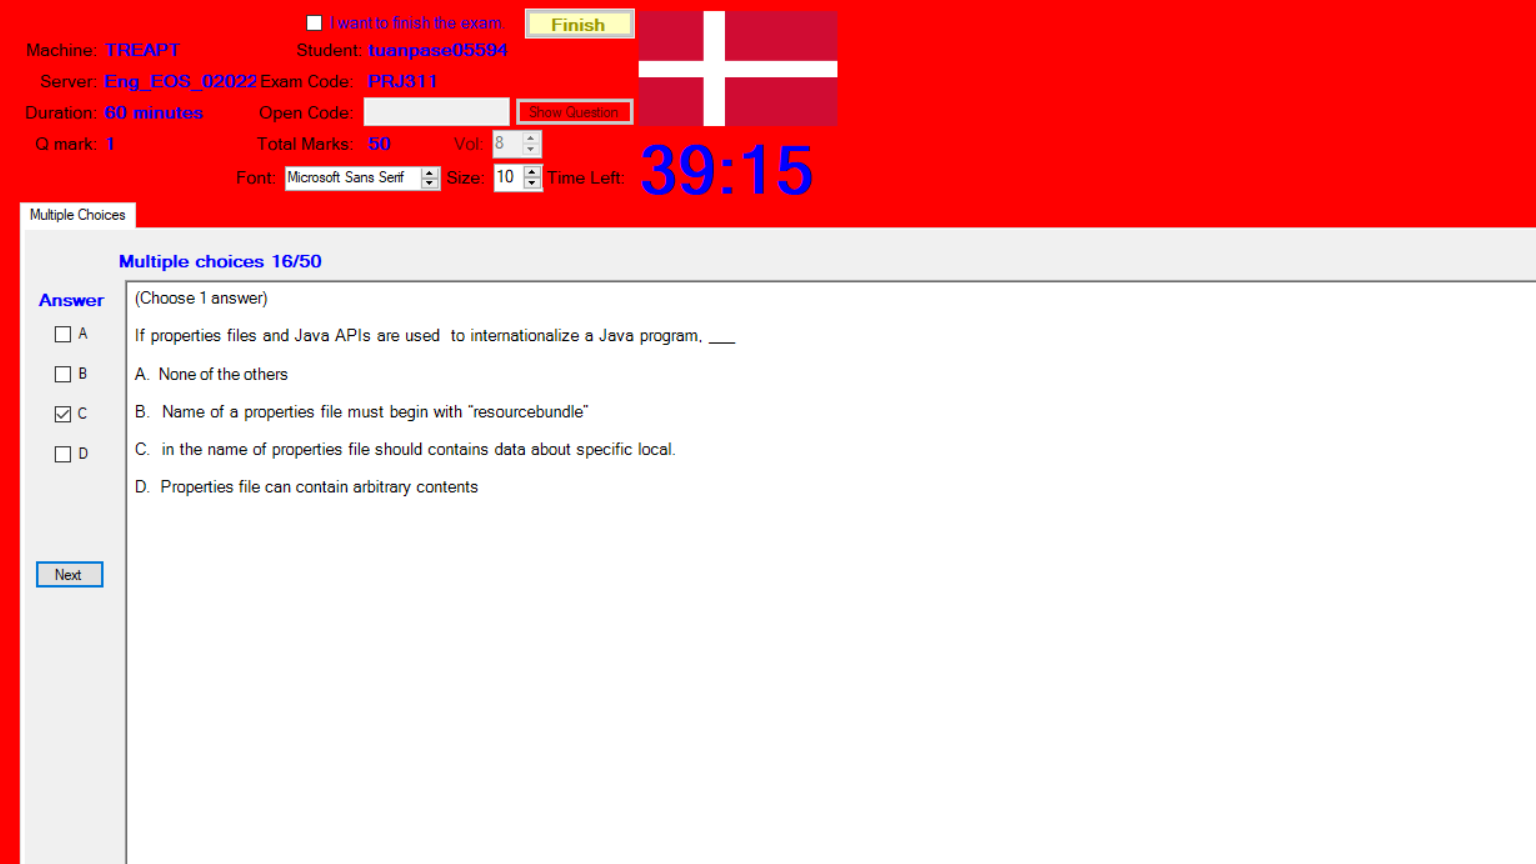 I want to finish the exam.
Finish
Machine: TREAPT
Student: tuanpase05594
Server: Eng_EOS_02022
Exam Code: PRJ311
Duration: 60 minutes
Open Code:
Show Question
Q mark: 1
Total Marks: 50
Vol: 8
Font: Microsoft Sans Serif
Size: 10
Time Left: 39:15
Multiple Choices
Multiple choices 16/50
Answer
A
B
C
D
Next
(Choose 1 answer)
If properties files and Java APIs are used  to internationalize a Java program, ___
A.  None of the others
B.  Name of a properties file must begin with "resourcebundle"
C.  in the name of properties file should contains data about specific local.
D.  Properties file can contain arbitrary contents